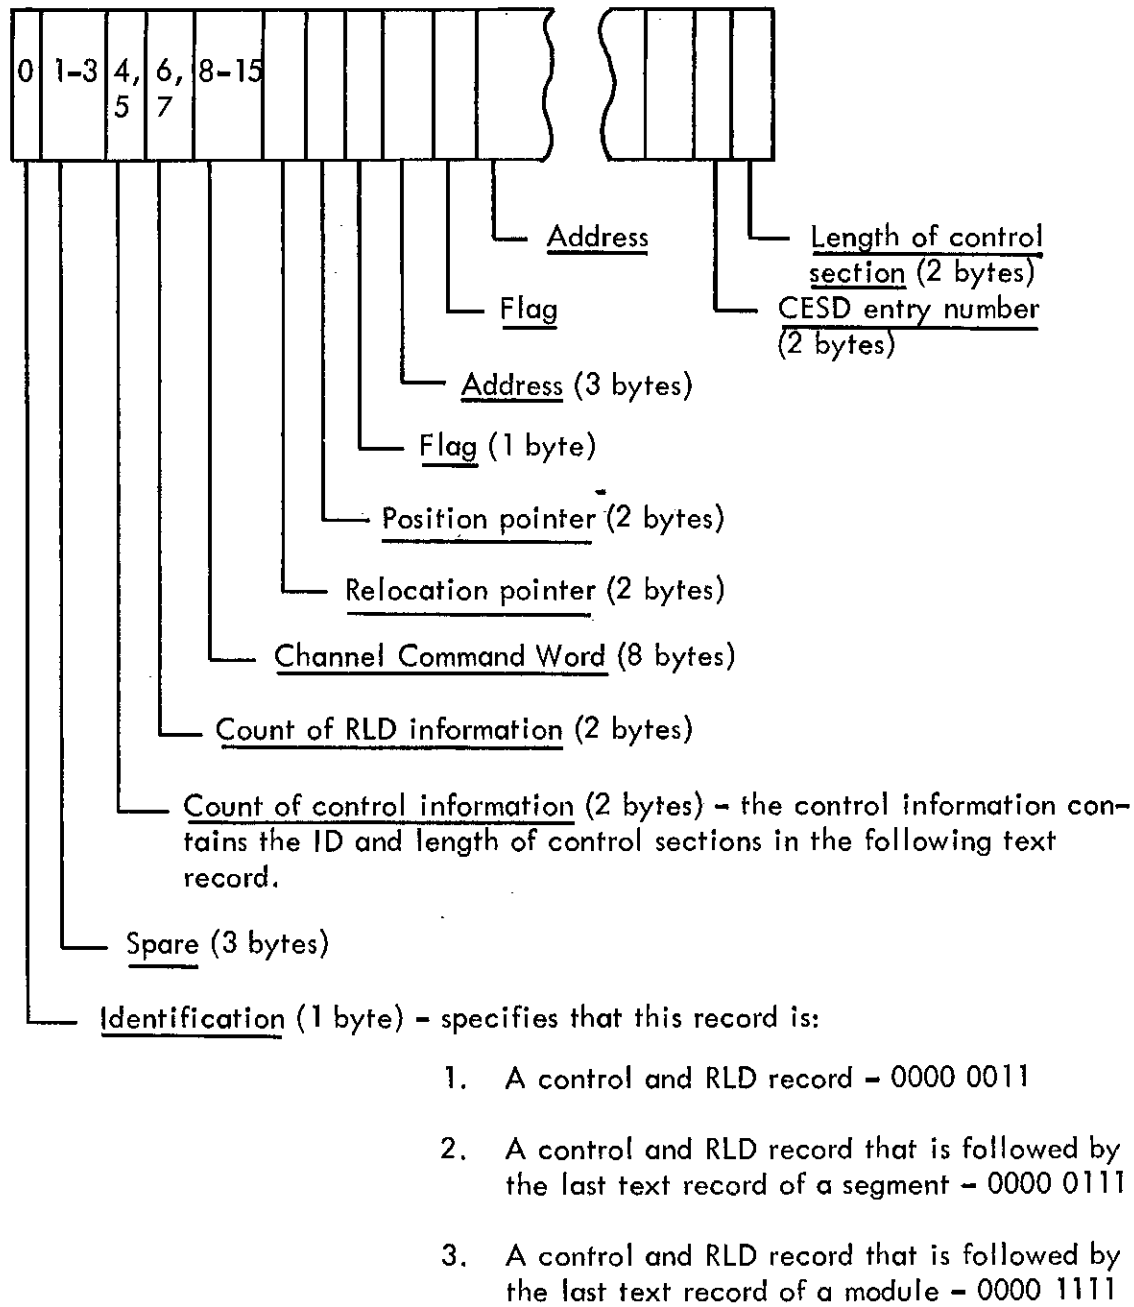 0 1-3 4, 6, 8-15
5 7
Address
Length of control
section (2 bytes)
Flag
CESD entry number
(2 bytes)
Address (3 bytes)
Flag (1 byte)
Position pointer (2 bytes)
Relocation pointer (2 bytes)
Channel Command Word (8 bytes)
Count of RLD information (2 bytes)
Count of control information (2 bytes) – the control information con-
tains the ID and length of control sections in the following text
record.
Spare (3 bytes)
Identification (1 byte) – specifies that this record is:
1. A control and RLD record – 0000 0011
2. A control and RLD record that is followed by
the last text record of a segment – 0000 0111
3. A control and RLD record that is followed by
the last text record of a module – 0000 1111